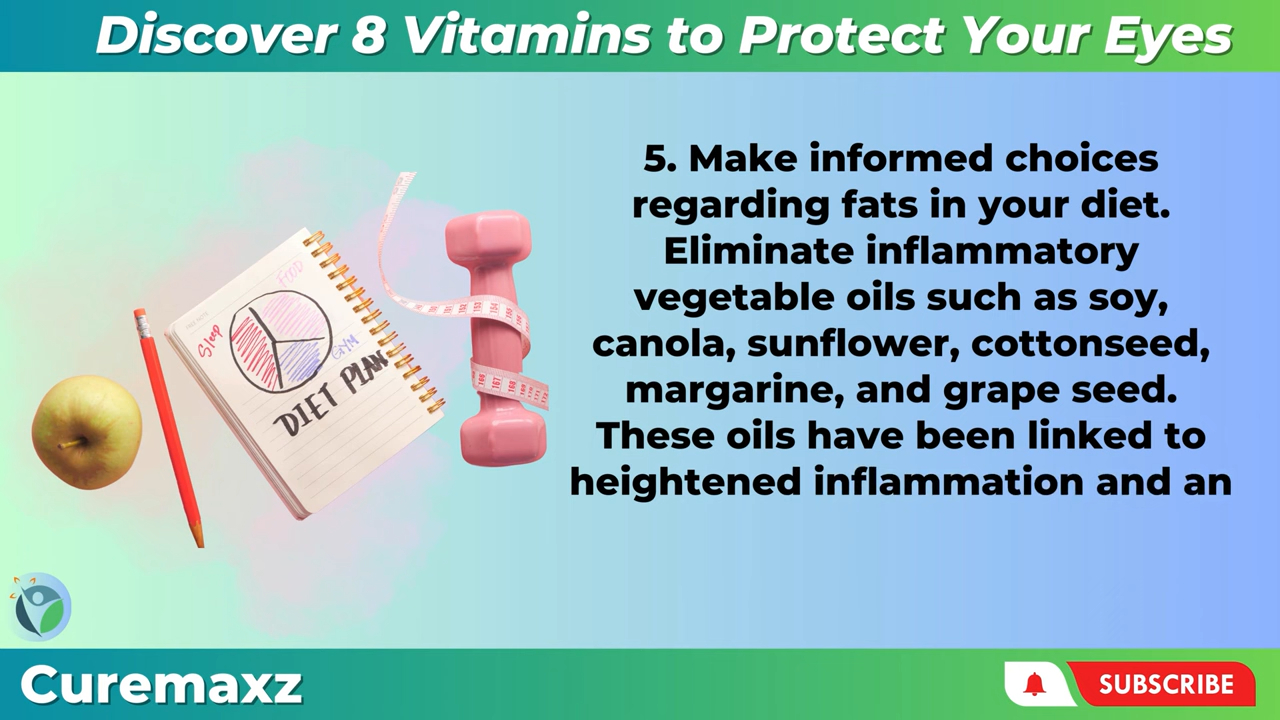 Discover 8 Vitamins to Protect Your Eyes
5. Make informed choices
regarding fats in your diet.
Eliminate inflammatory
vegetable oils such as soy,
canola, sunflower, cottonseed,
margarine, and grape seed.
These oils have been linked to
heightened inflammation and an
Food
Sleep
GYM
DIET PLAN
Curemaxz
SUBSCRIBE